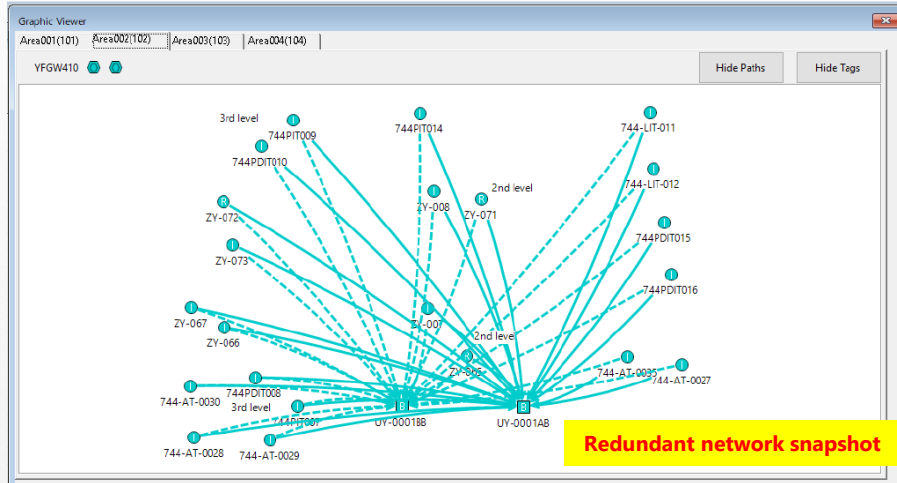 Graphic Viewer
Area001(101) Area002(102) Area003(103) Area004(104)
YFGW410
Hide Paths Hide Tags
3rd level
744PIT009
744PIT014
744-LIT-011
744PDIT010
2nd level
744-LIT-012
R
ZY-008
R
ZY-072
ZY-071
744PDIT015
ZY-073
744PDIT016
ZY-067
ZY-007
ZY-066
2nd level
R
744-AT-0035
744-AT-0027
744PDIT008
744-AT-0030
3rd level
B
B
UY-0001BB
UY-0001AB
744-AT-0028
744-AT-0029
Redundant network snapshot